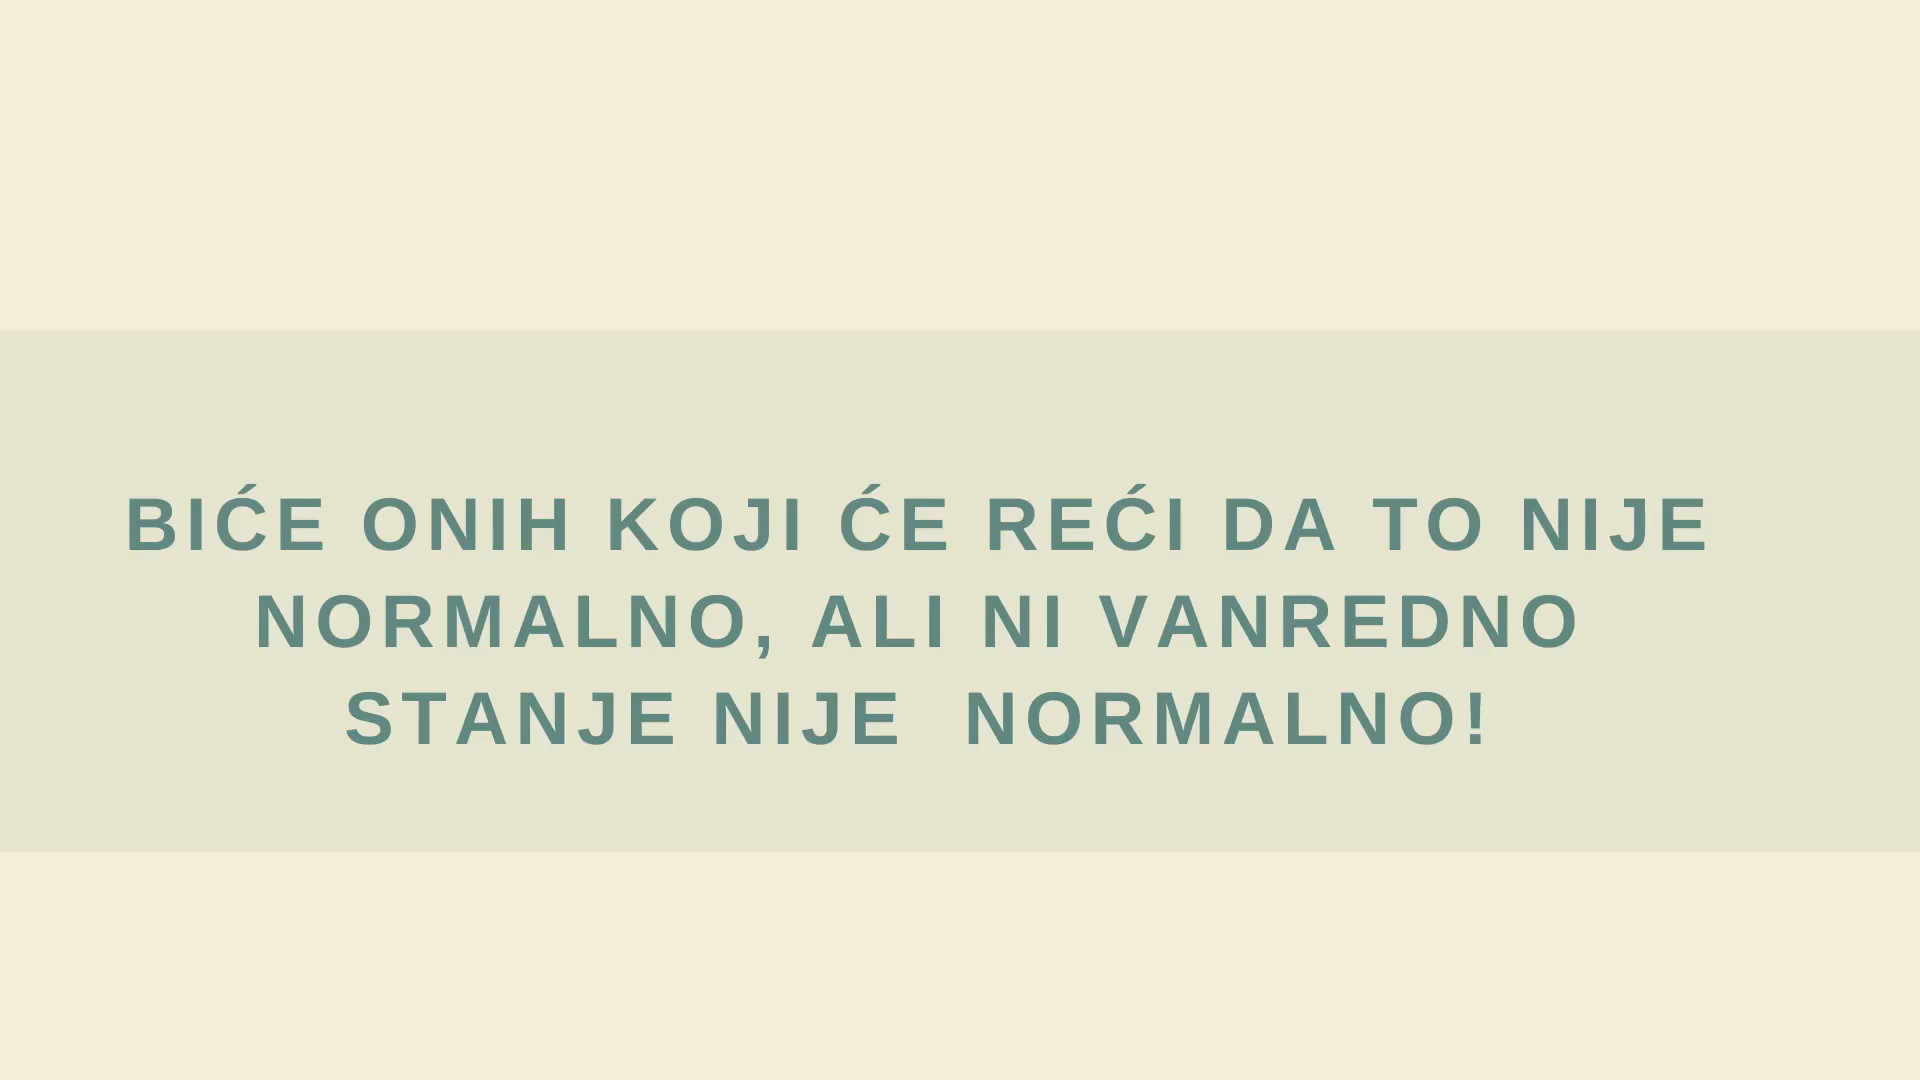 BIĆE ONIH KOJI ĆE REĆI DA TO NIJE
NORMALNO, ALI NI VANREDNO
STANJE NIJE  NORMALNO!